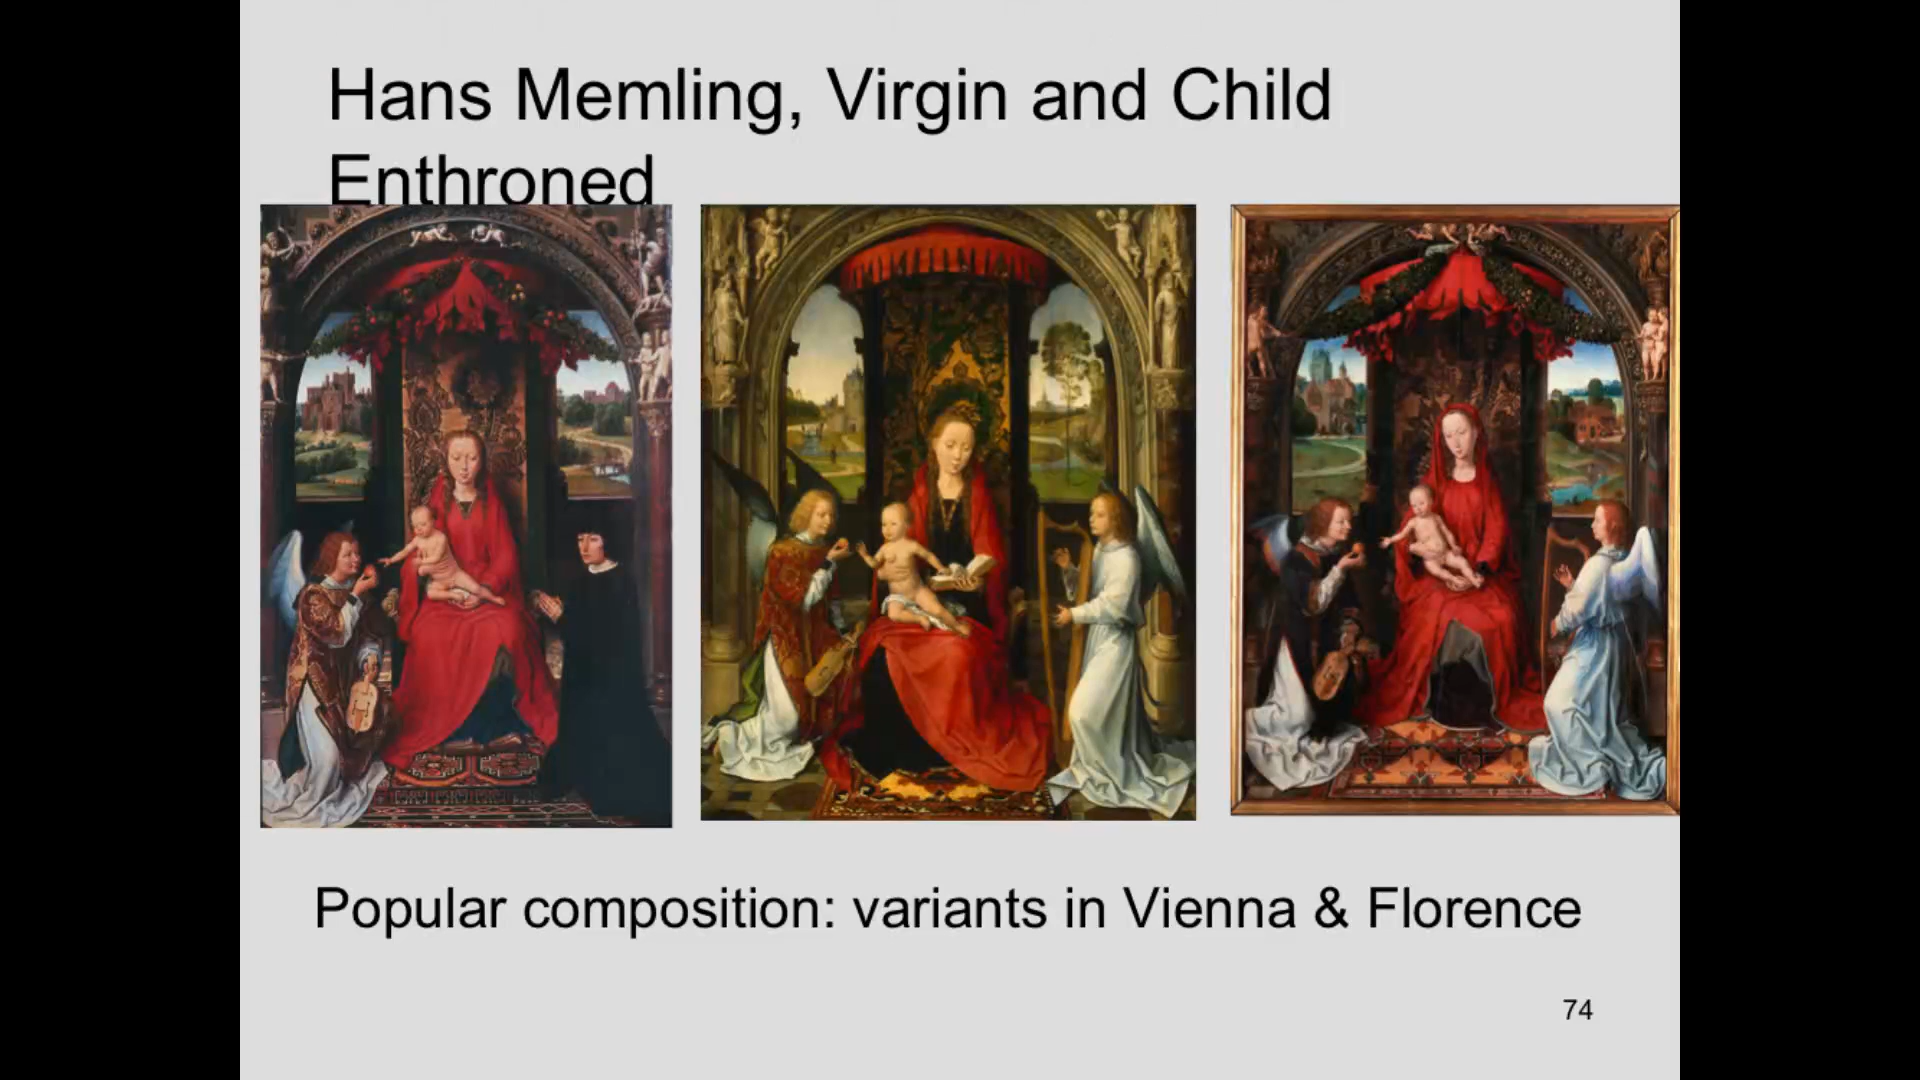 Hans Memling, Virgin and Child
Enthroned
Popular composition: variants in Vienna & Florence
74